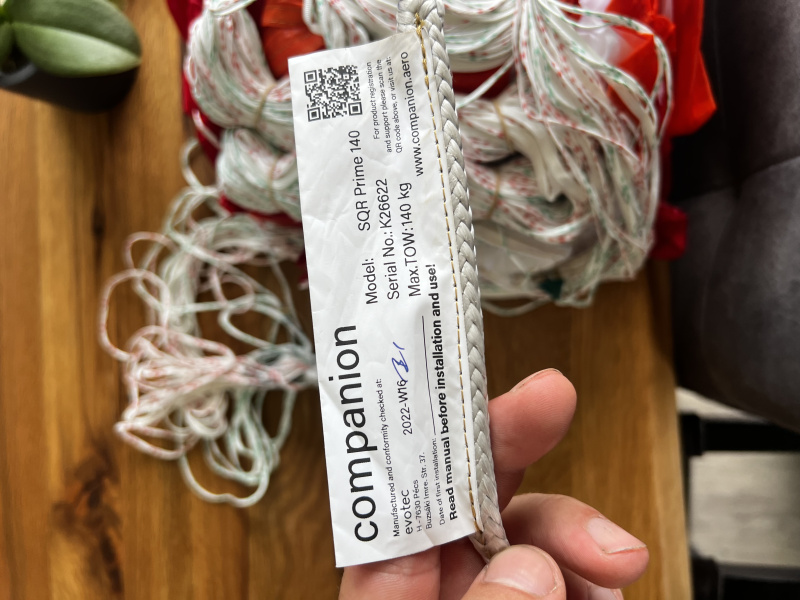 companion
Manufactured and conformity checked at:
evotec
H.-7630 Pécs
Buzsáki Imre. Str. 37.
2022-W16
Date of first installation:
Read manual before installation and use!
Model: SQR Prime 140
Serial No.: K26622
Max.TOW: 140 kg
For product registration
and support please scan the
QR code above, or visit us at:
www.companion.aero